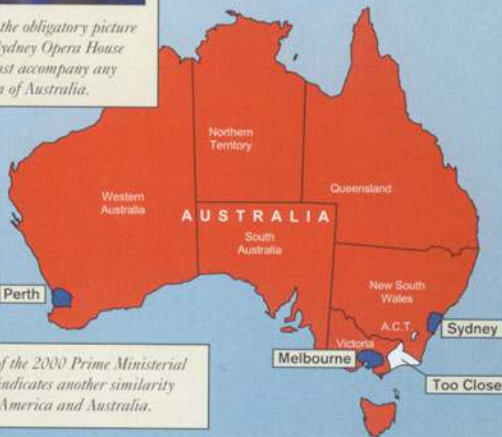 the obligatory picture
Sydney Opera House
accompany any
of Australia.
Northern
Territory
Western
Australia
Queensland
AUSTRALIA
South
Australia
New South
Wales
A.C.T.
Victoria
Perth
Sydney
Melbourne
Too Close
of the 2000 Prime Ministerial
indicates another similarity
America and Australia.